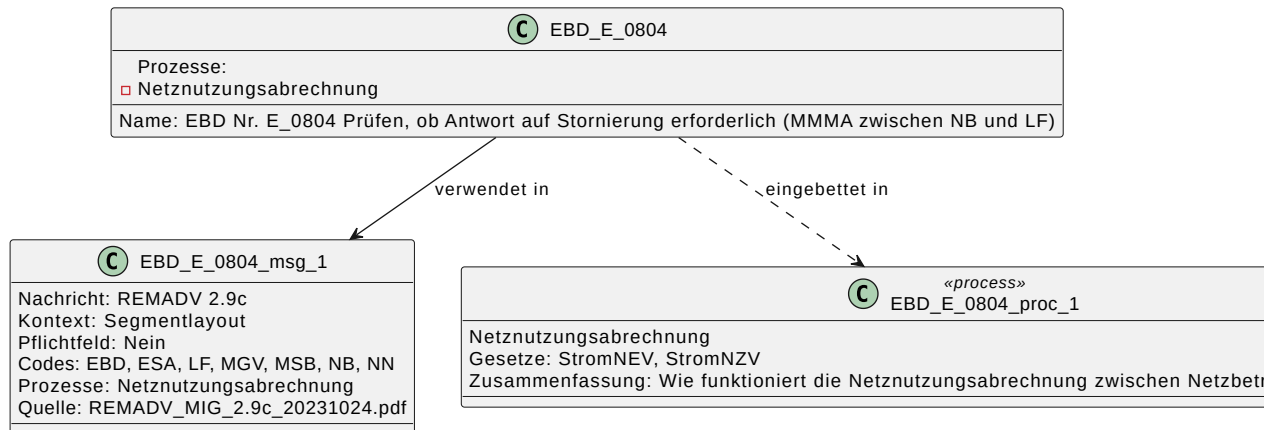 C EBD_E_0804
Prozesse:
Netznutzungsabrechnung
Name: EBD Nr. E_0804 Prüfen, ob Antwort auf Stornierung erforderlich (MMMA zwischen NB und LF)
verwendet in
eingebettet in
C EBD_E_0804_msg_1
Nachricht: REMADV 2.9c
Kontext: Segmentlayout
Pflichtfeld: Nein
Codes: EBD, ESA, LF, MGV, MSB, NB, NN
Prozesse: Netznutzungsabrechnung
Quelle: REMADV_MIG_2.9c_20231024.pdf
«process»
C EBD_E_0804_proc_1
Netznutzungsabrechnung
Gesetze: StromNEV, StromNZV
Zusammenfassung: Wie funktioniert die Netznutzungsabrechnung zwischen Netzbetr